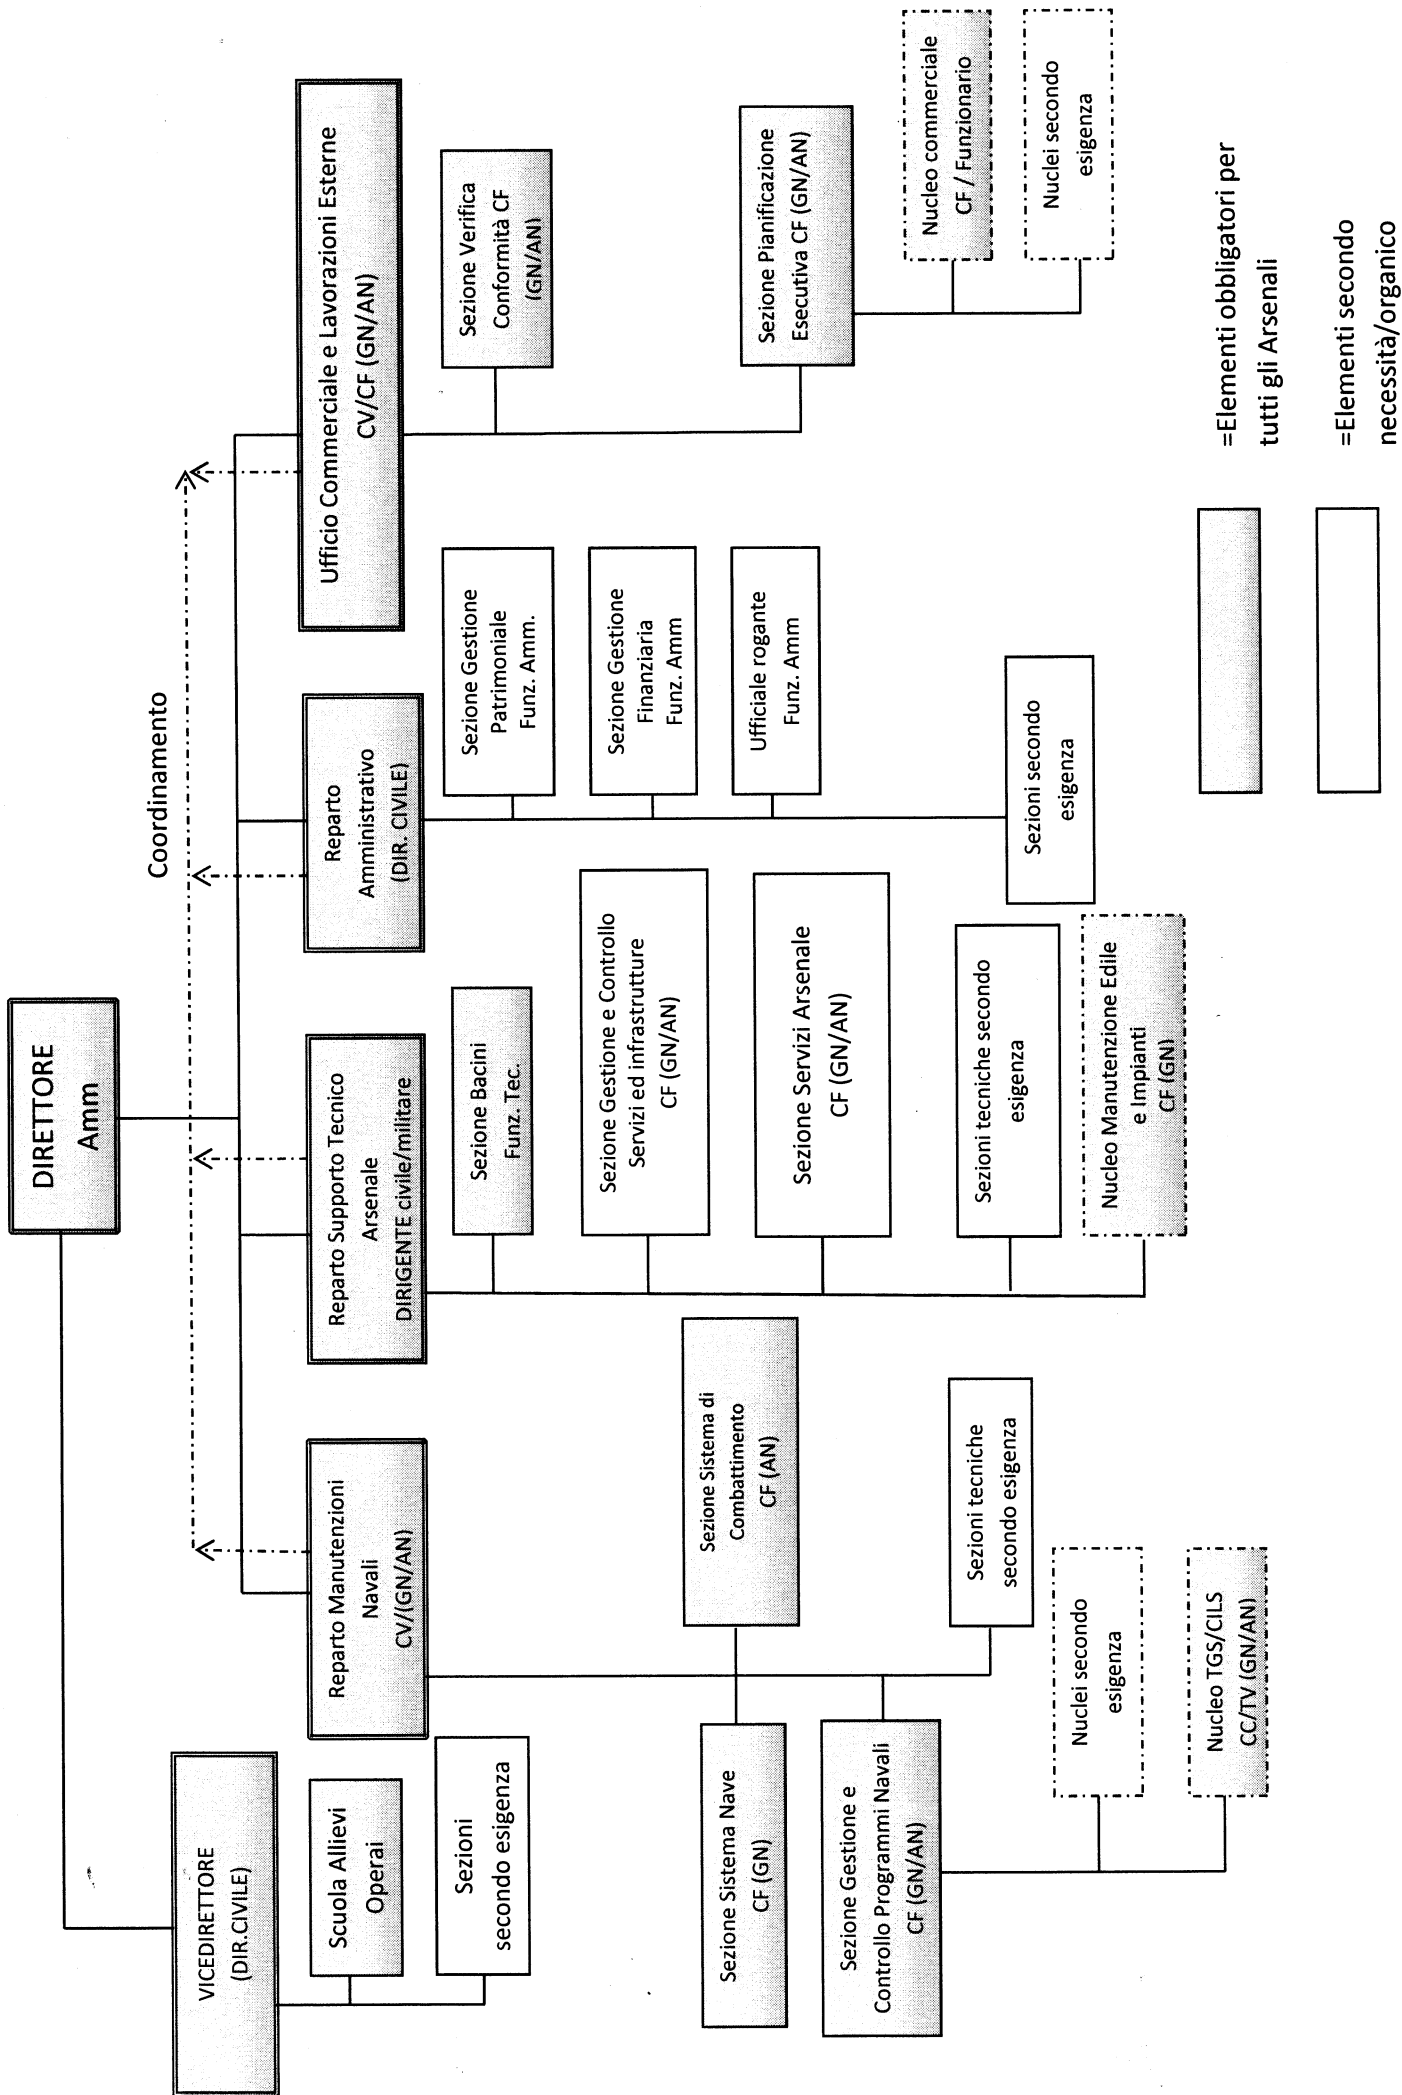 DIRETTORE
Amm
Coordinamento
VICEDIRETTORE
(DIR.CIVILE)
Scuola Allievi
Operai
Sezioni
secondo esigenza
Reparto Manutenzioni
Navali
CV/(GN/AN)
Sezione Sistema Nave
CF (GN)
Sezione Sistema di
Combattimento
CF (AN)
Sezione Gestione e
Controllo Programmi Navali
CF (GN/AN)
Sezioni tecniche
secondo esigenza
Nuclei secondo
esigenza
Nucleo TGS/CILS
CC/TV (GN/AN)
Reparto Supporto Tecnico
Arsenale
DIRIGENTE civile/militare
Sezione Bacini
Funz. Tec.
Sezione Gestione e Controllo
Servizi ed infrastrutture
CF (GN/AN)
Sezione Servizi Arsenale
CF (GN/AN)
Sezioni tecniche secondo
esigenza
Nucleo Manutenzione Edile
e Impianti
CF (GN)
Reparto
Amministrativo
(DIR. CIVILE)
Sezione Gestione
Patrimoniale
Funz. Amm.
Sezione Gestione
Finanziaria
Funz. Amm
Ufficiale rogante
Funz. Amm
Sezioni secondo
esigenza
Ufficio Commerciale e Lavorazioni Esterne
CV/CF (GN/AN)
Sezione Verifica
Conformità CF
(GN/AN)
Sezione Pianificazione
Esecutiva CF (GN/AN)
Nucleo commerciale
CF / Funzionario
Nuclei secondo
esigenza
=Elementi obbligatori per
tutti gli Arsenali
=Elementi secondo
necessità/organico